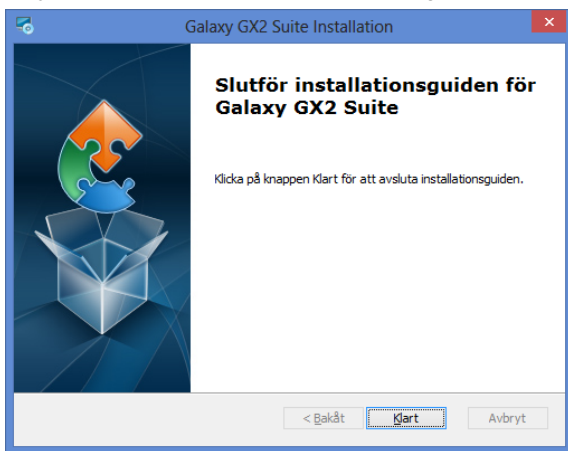 Galaxy GX2 Suite Installation
Slutför installationsguiden för
Galaxy GX2 Suite
Klicka på knappen Klart för att avsluta installationsguiden.
< Bakåt
Klart
Avbryt